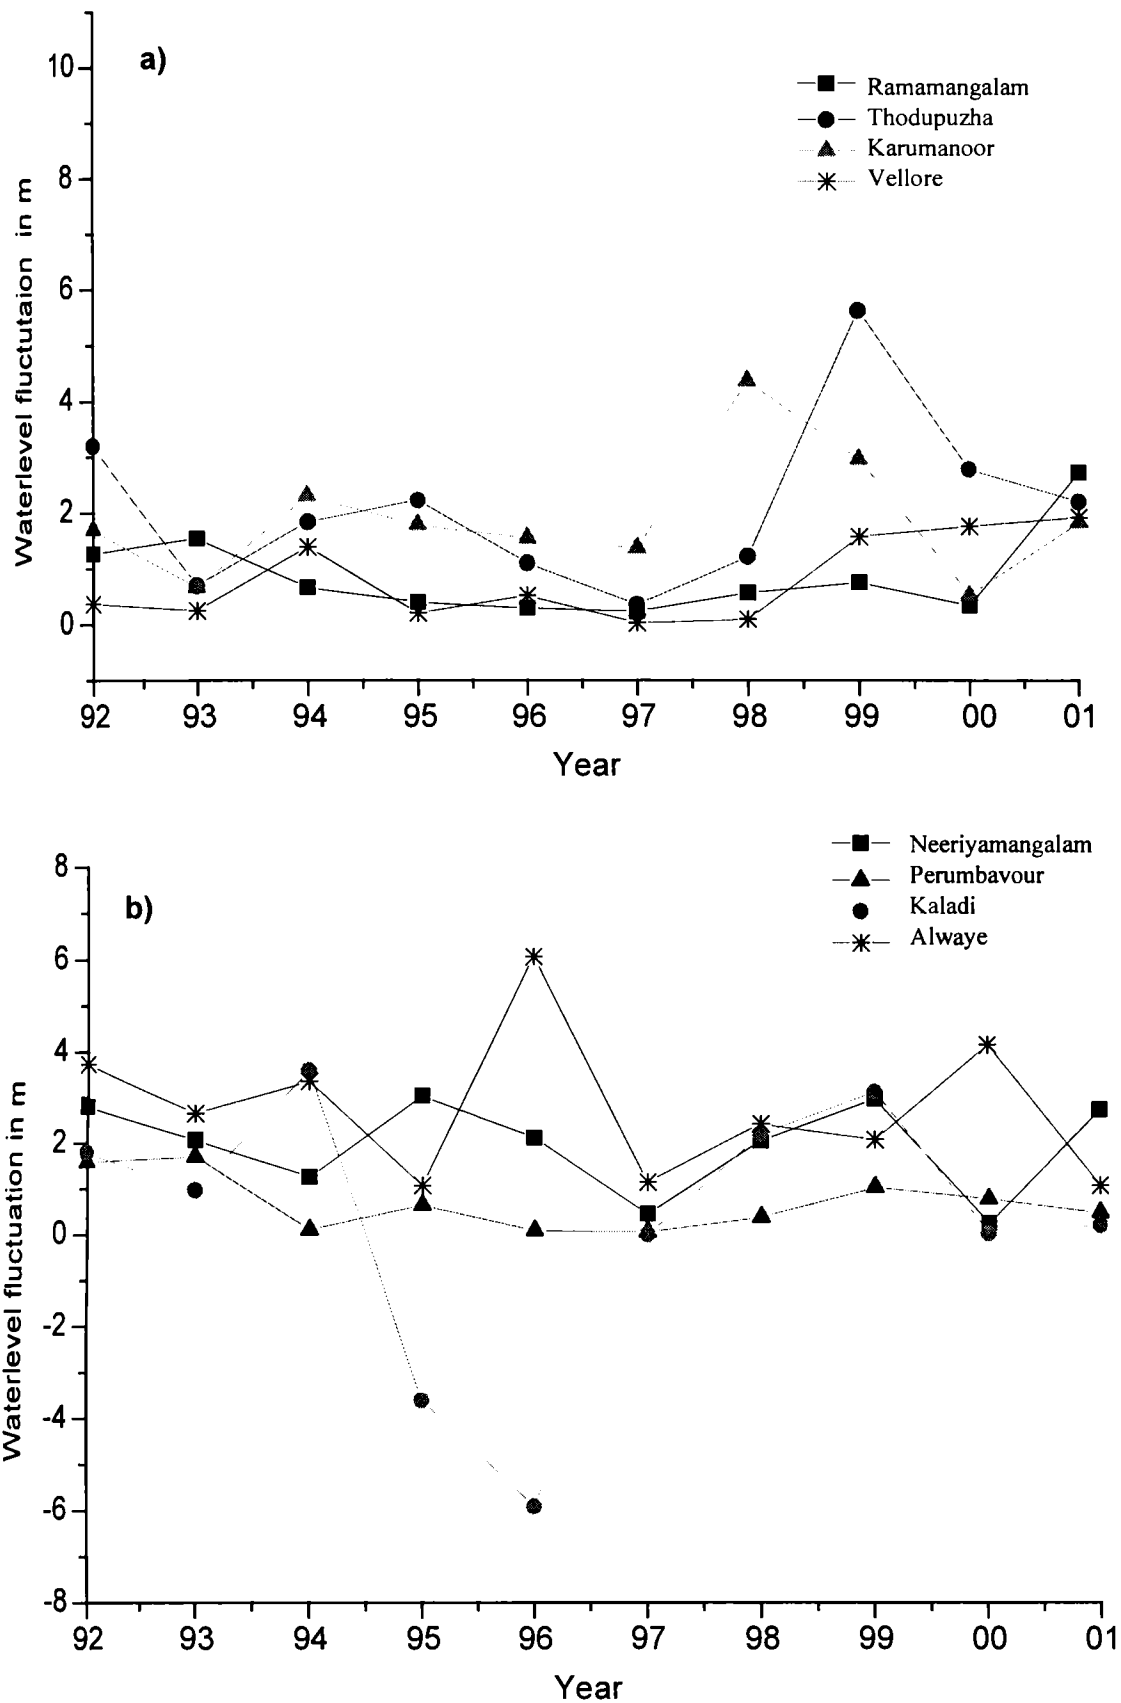 a)
10
8
6
4
2
0
Waterlevel fluctutaion in m
Ramamangalam
Thodupuzha
Karumanoor
Vellore
92 93 94 95 96 97 98 99 00 01
Year
b)
8
6
4
2
0
-2
-4
-6
-8
Waterlevel fluctuation in m
Neeriyamangalam
Perumbavour
Kaladi
Alwaye
92 93 94 95 96 97 98 99 00 01
Year